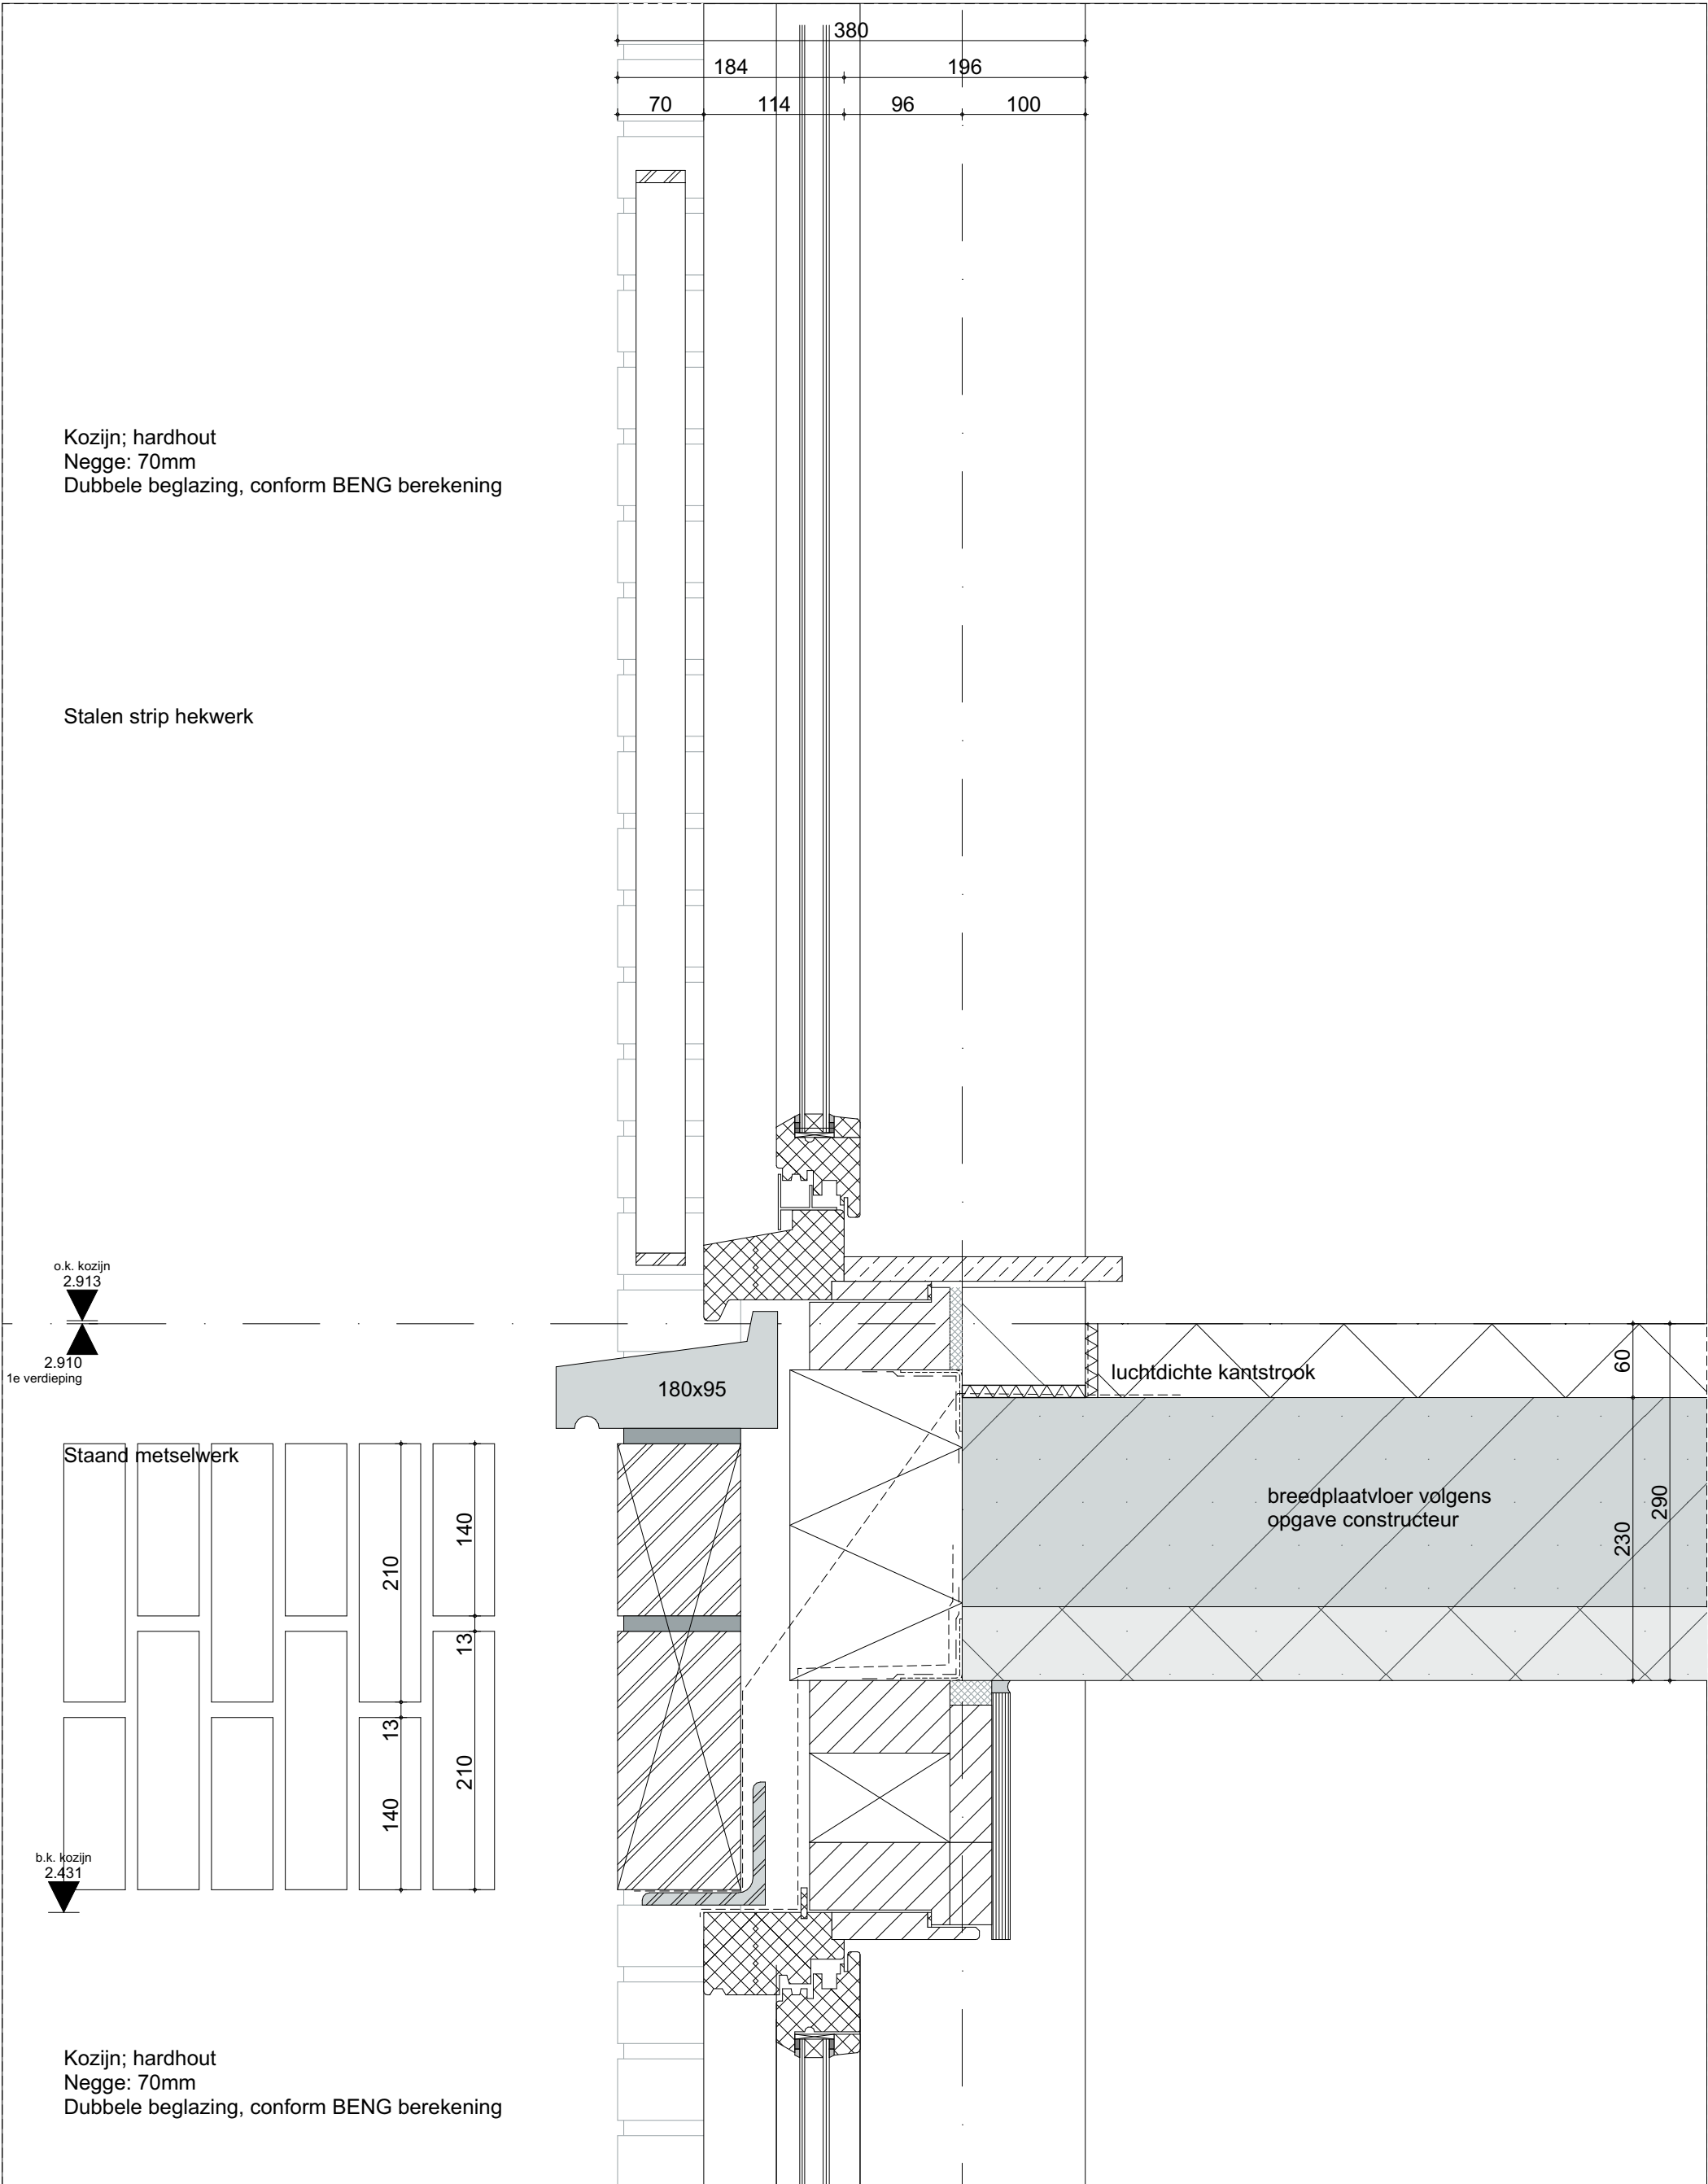 380
184
196
70
114
96
100
Kozijn; hardhout
Negge: 70mm
Dubbele beglazing, conform BENG berekening
Stalen strip hekwerk
o.k. kozijn
2.913
2.910
1e verdieping
luchtdichte kantstrook
60
180x95
Staand metselwerk
breedplaatvloer volgens
opgave constructeur
290
230
210
140
13
13
210
140
b.k. kozijn
2.431
Kozijn; hardhout
Negge: 70mm
Dubbele beglazing, conform BENG berekening